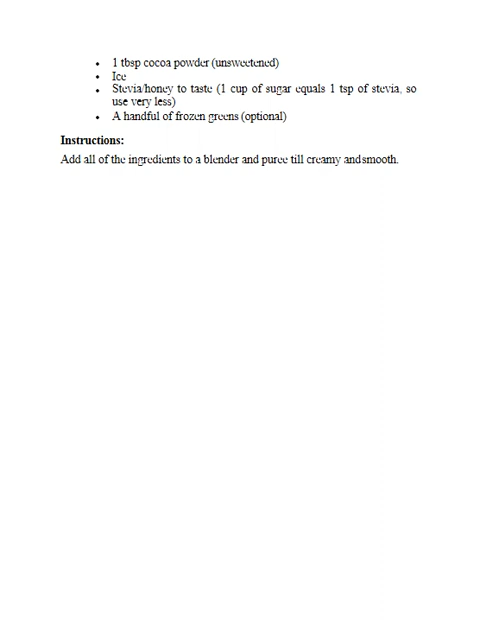 • 1 tbsp cocoa powder (unsweetened)
• Ice
• Stevia/honey to taste (1 cup of sugar equals 1 tsp of stevia, so
use very less)
• A handful of frozen greens (optional)
Instructions:
Add all of the ingredients to a blender and puree till creamy andsmooth.